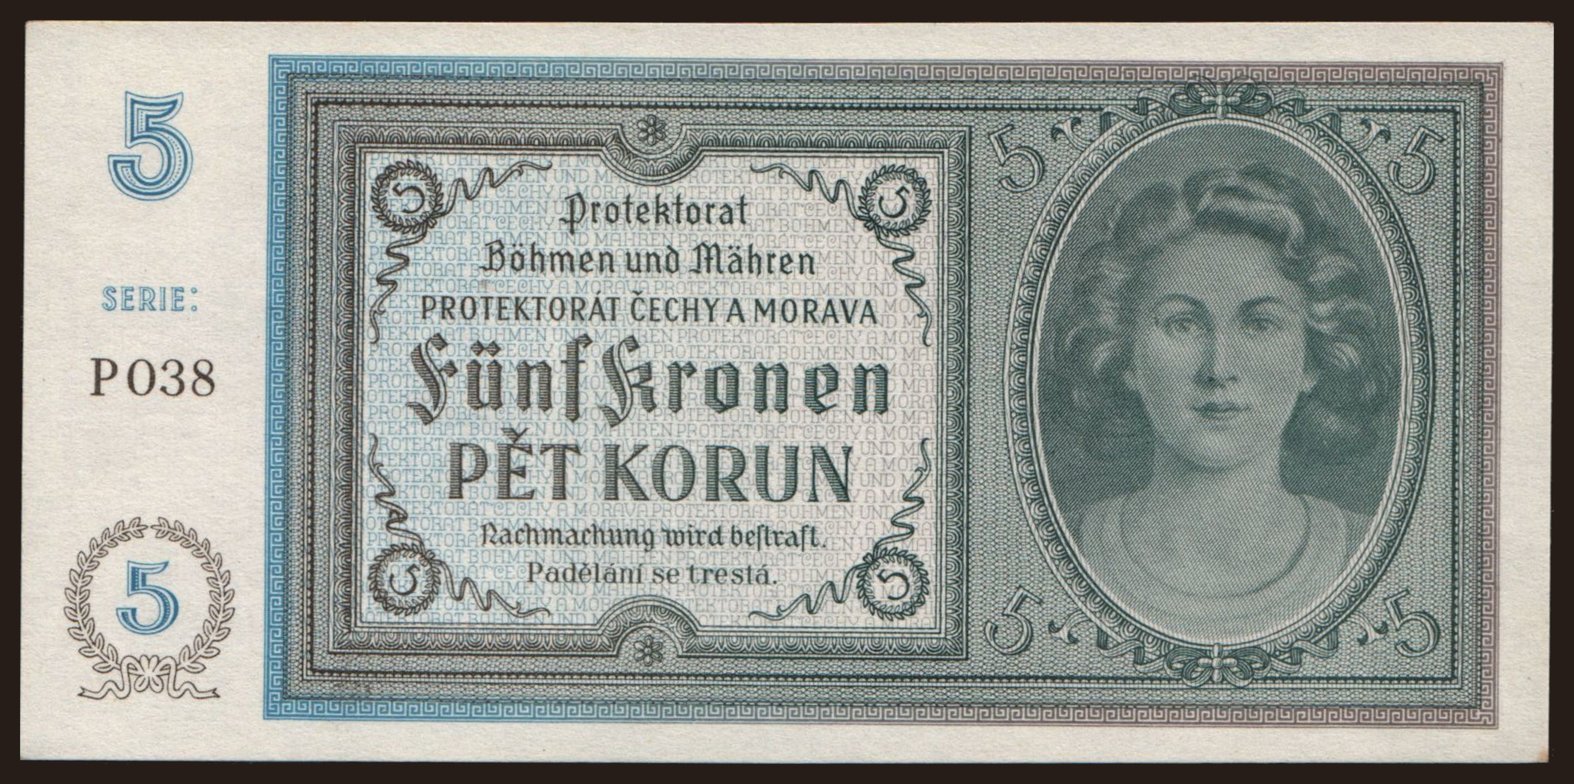 5
SERIE:
P 038
5
5
5
Protektorat
Böhmen und Mähren
PROTEKTORÁT ČECHY A MORAVA
Fünf Kronen
PĚT KORUN
Nachmachung wird bestraft.
Padělání se trestá.
5
5
5
5
5
5